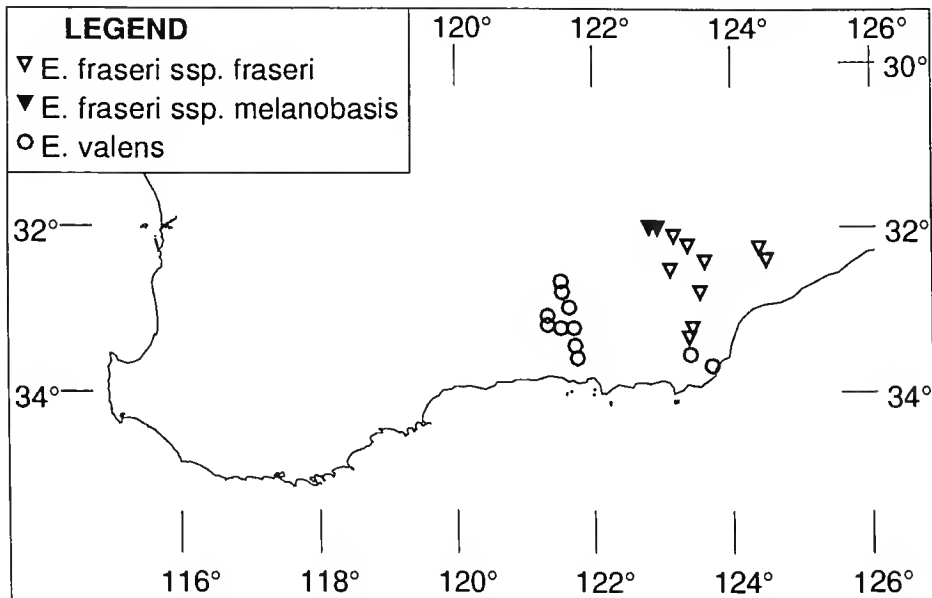 LEGEND
▽ E. fraseri ssp. fraseri
▼ E. fraseri ssp. melanobasis
○ E. valens
120° 122° 124° 126°
30°
32° 32°
34° 34°
116° 118° 120° 122° 124° 126°